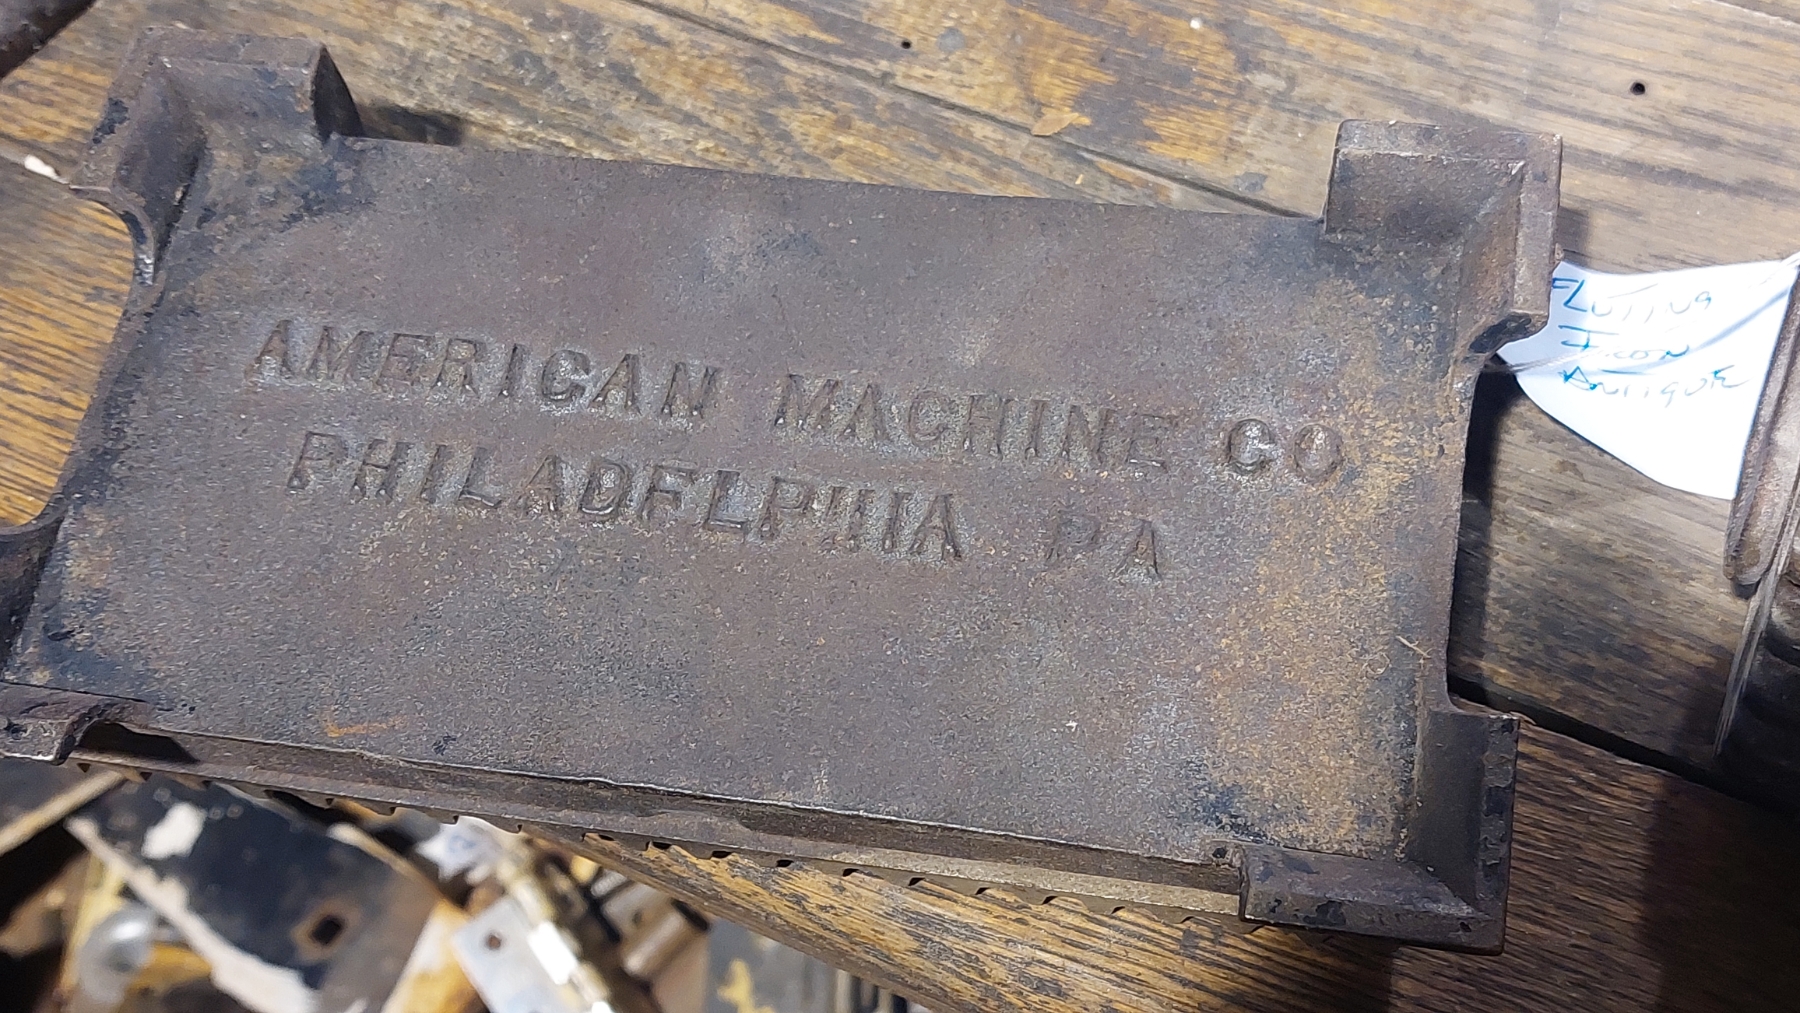 AMERICAN MACHINE CO
PHILADELPHIA PA
FLUTING
IRON
ANTIQUE